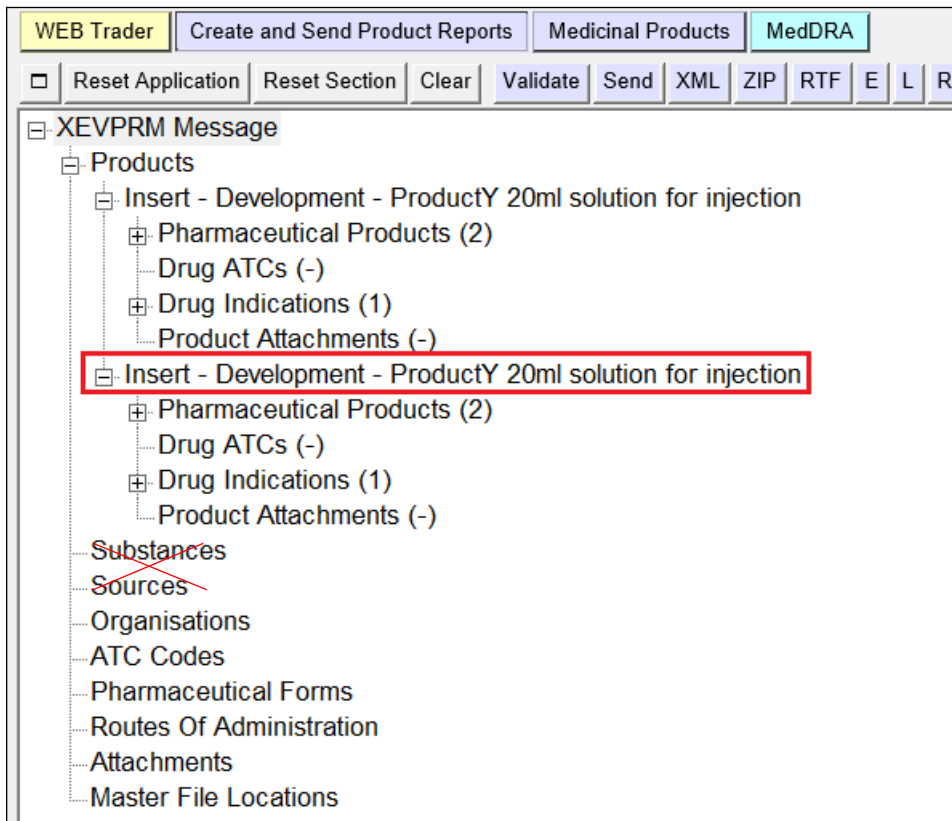 WEB Trader Create and Send Product Reports Medicinal Products MedDRA
Reset Application Reset Section Clear Validate Send XML ZIP RTF E L R
XEVPRM Message
Products
Insert - Development - ProductY 20ml solution for injection
Pharmaceutical Products (2)
Drug ATCs (-)
Drug Indications (1)
Product Attachments (-)
Insert - Development - ProductY 20ml solution for injection
Pharmaceutical Products (2)
Drug ATCs (-)
Drug Indications (1)
Product Attachments (-)
Substances
Sources
Organisations
ATC Codes
Pharmaceutical Forms
Routes Of Administration
Attachments
Master File Locations